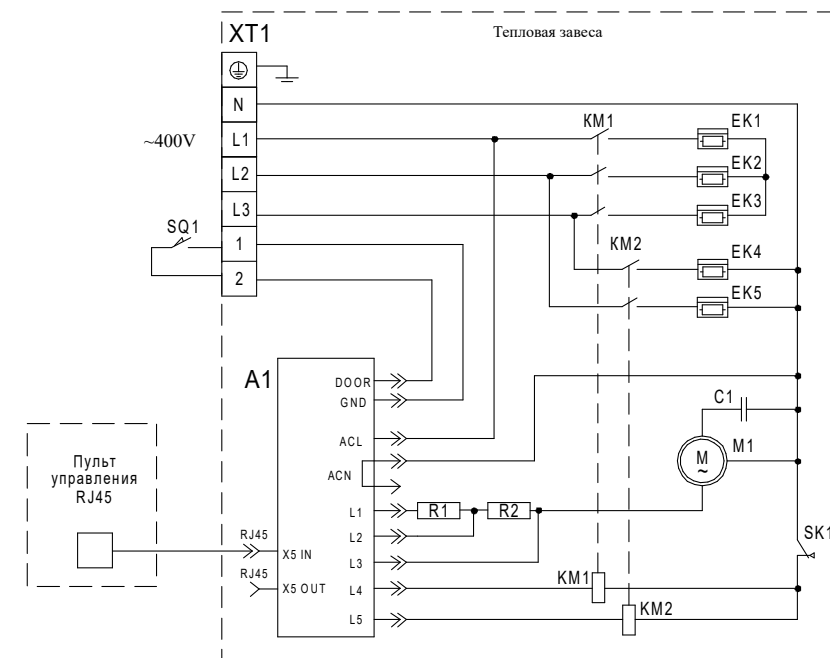 XT1
Тепловая завеса
N
~400V
L1
L2
L3
SQ1
1
2
KM1
EK1
EK2
EK3
KM2
EK4
EK5
A1
DOOR
GND
ACL
ACN
L1
L2
L3
L4
L5
R1
R2
C1
M
~
M1
SK1
KM1
KM2
Пульт
управления
RJ45
RJ45
X5 IN
RJ45
X5 OUT